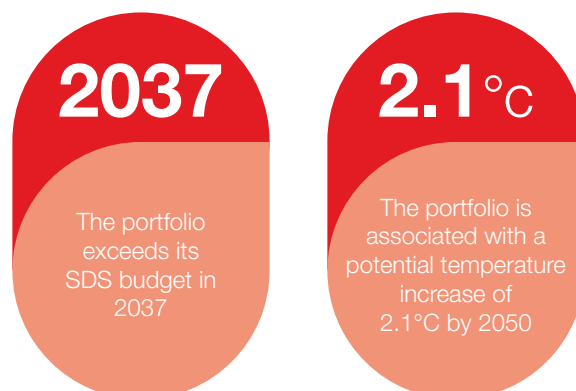 2037
The portfolio
exceeds its
SDS budget in
2037
2.1°C
The portfolio is
associated with a
potential temperature
increase of
2.1°C by 2050